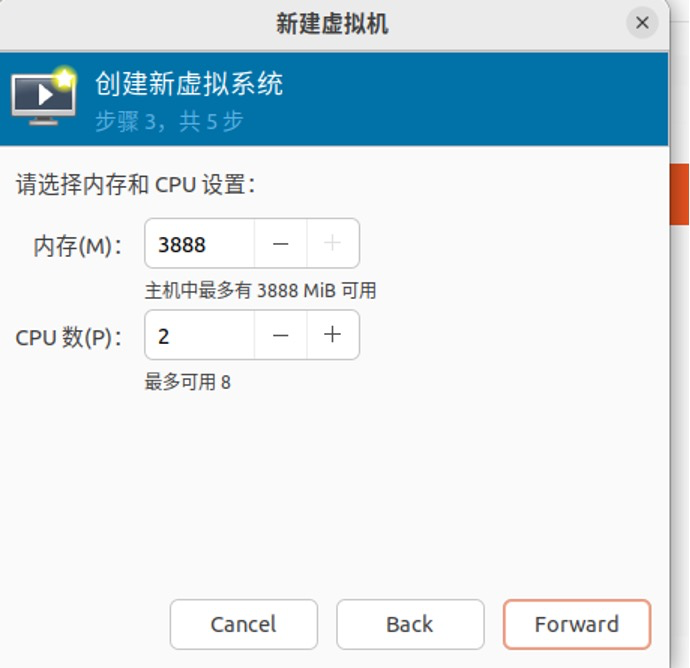 新建虚拟机
创建新虚拟系统
步骤 3，共 5 步
请选择内存和 CPU 设置：
内存(M)： 3888
主机中最多有 3888 MiB 可用
CPU 数(P)： 2
最多可用 8
Cancel Back Forward